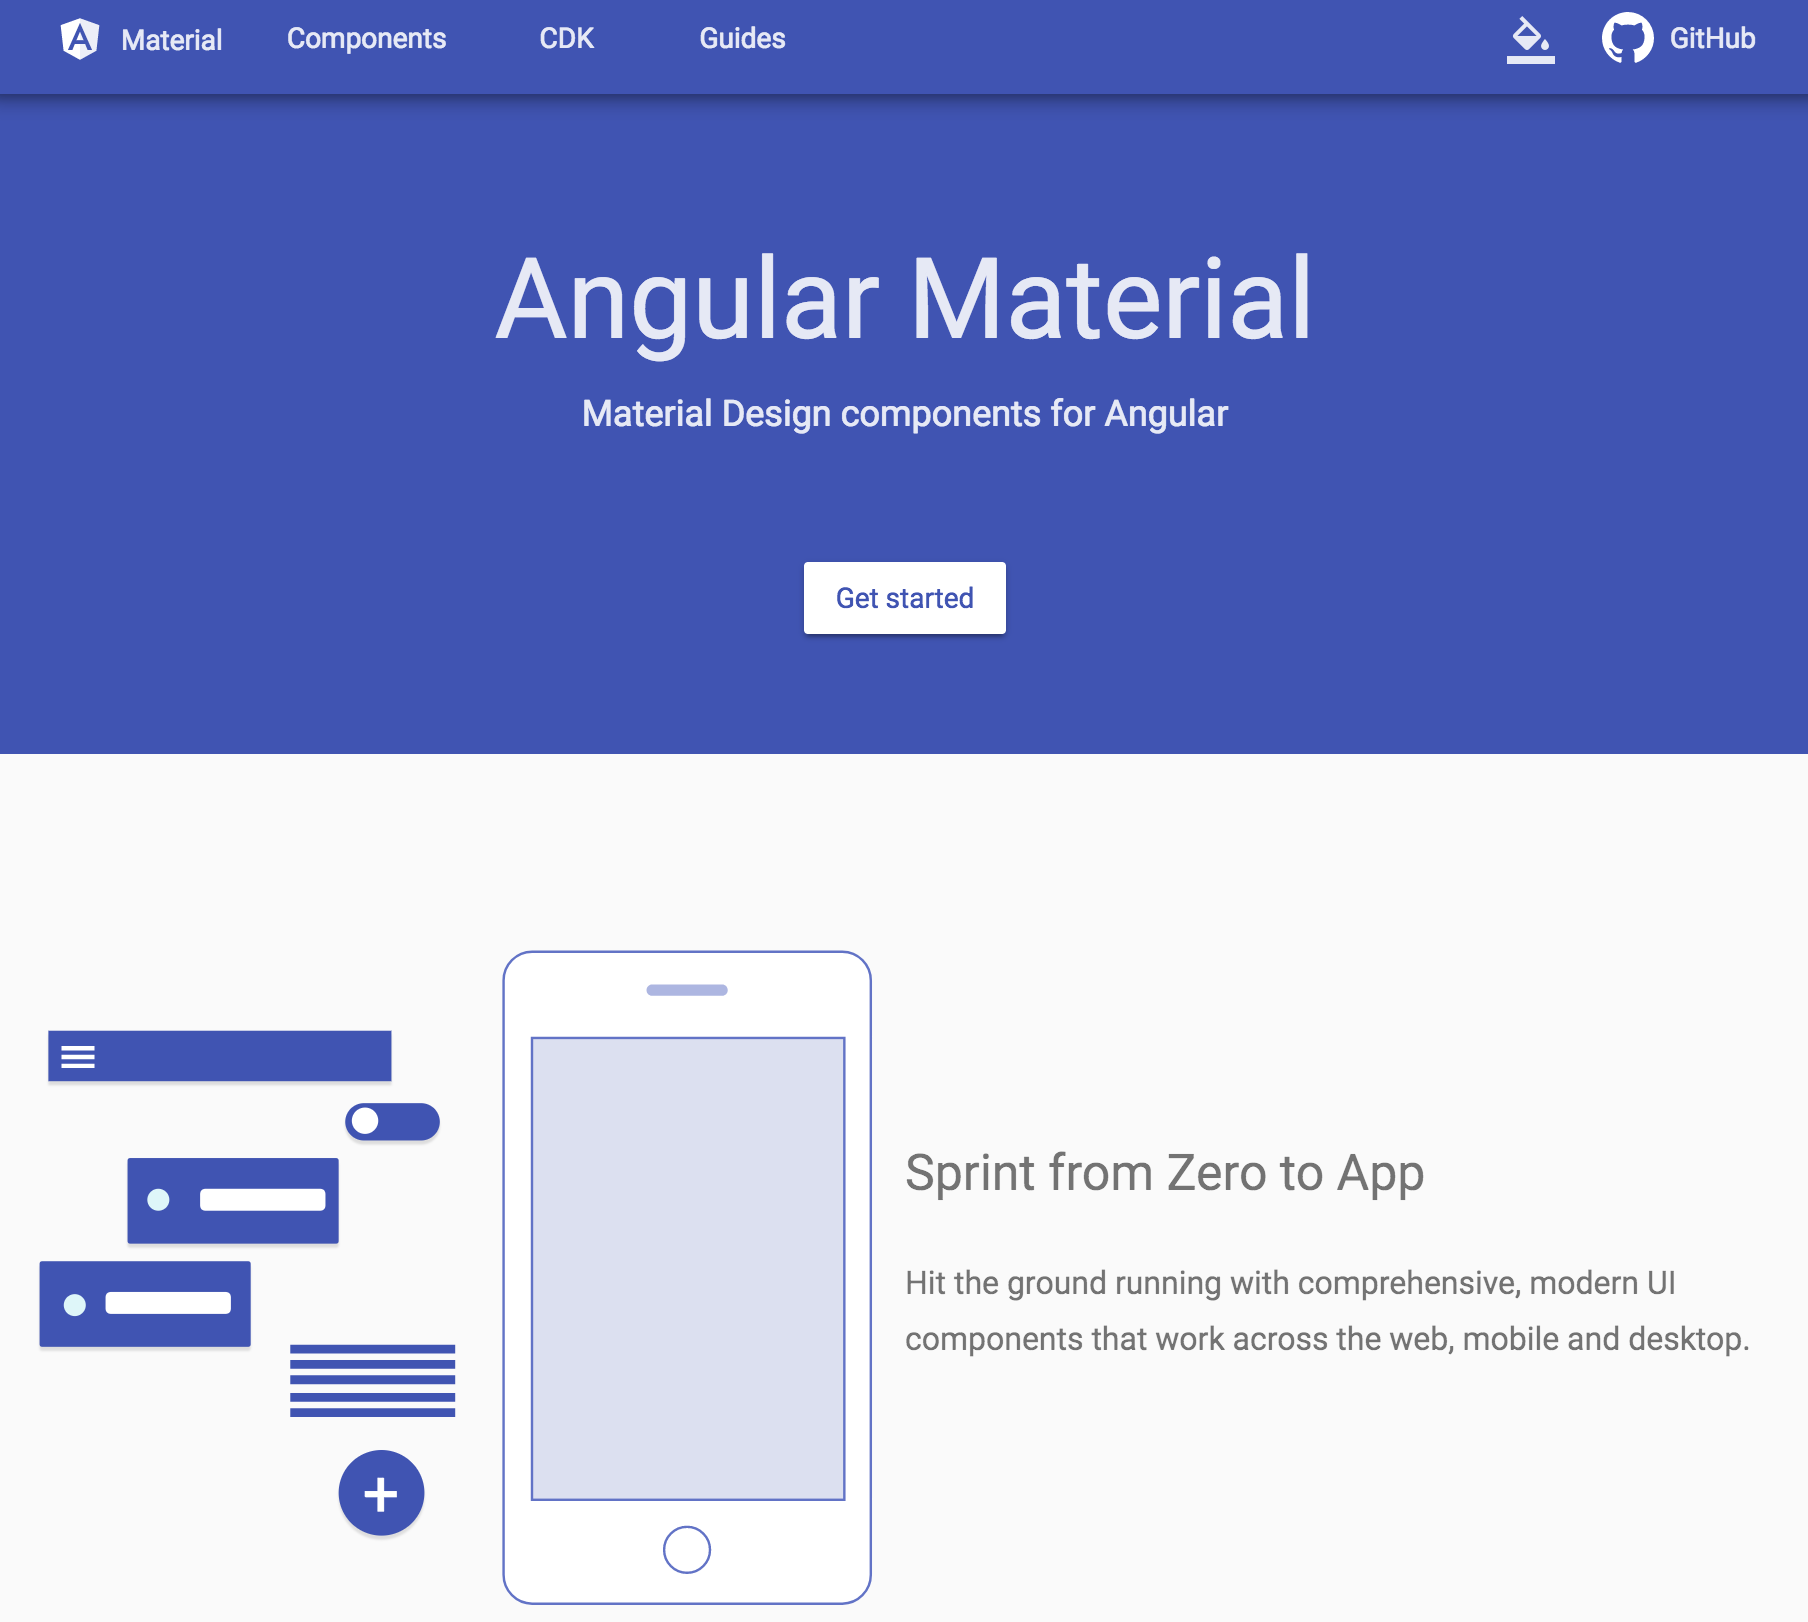 Material Components CDK Guides GitHub
Angular Material
Material Design components for Angular
Get started
Sprint from Zero to App
Hit the ground running with comprehensive, modern UI
components that work across the web, mobile and desktop.